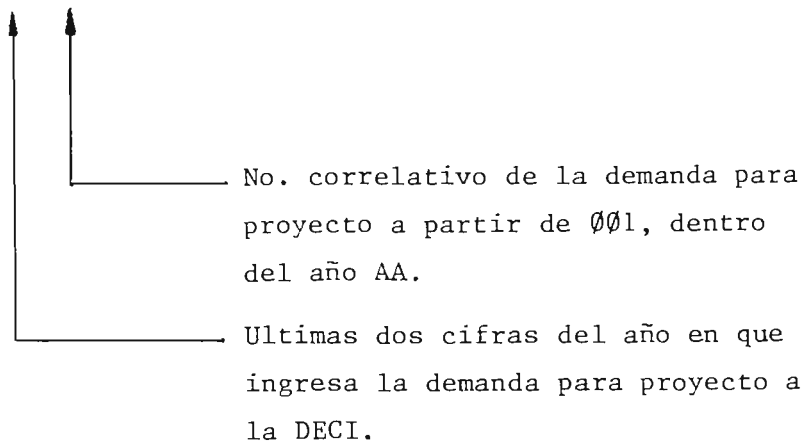 No. correlativo de la demanda para
proyecto a partir de ØØ1, dentro
del año AA.
Ultimas dos cifras del año en que
ingresa la demanda para proyecto a
la DECI.